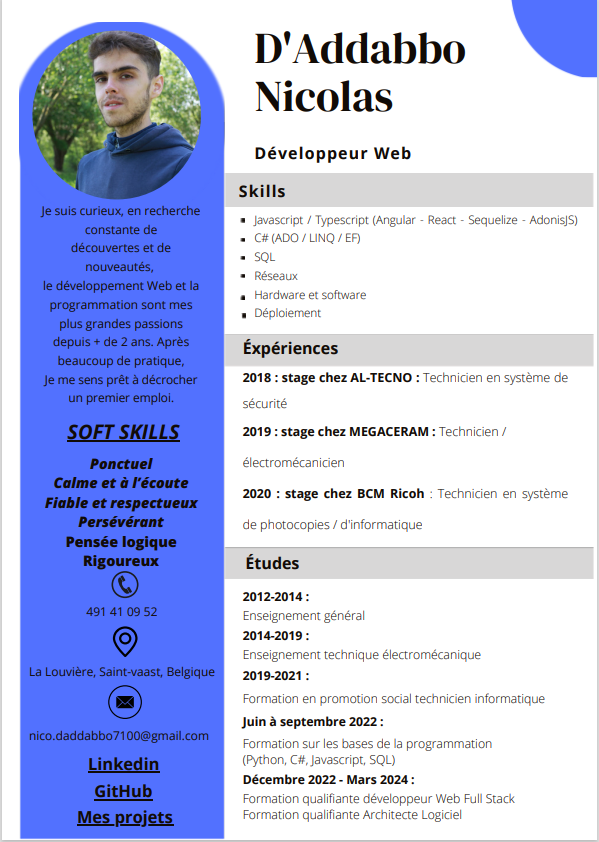 D'Addabbo
Nicolas
Développeur Web
Je suis curieux, en recherche
constante de
découvertes et de
nouveautés,
le développement Web et la
programmation sont mes
plus grandes passions
depuis + de 2 ans. Après
beaucoup de pratique,
Je me sens prêt à décrocher
un premier emploi.
SOFT SKILLS
Ponctuel
Calme et à l'écoute
Fiable et respectueux
Persévérant
Pensée logique
Rigoureux
491 41 09 52
La Louvière, Saint-vaast, Belgique
nico.daddabbo7100@gmail.com
Linkedin
GitHub
Mes projets
Skills
Javascript / Typescript (Angular - React - Sequelize - AdonisJS)
C# (ADO / LINQ / EF)
SQL
Réseaux
Hardware et software
Déploiement
Éxpériences
2018 : stage chez AL-TECNO : Technicien en système de
sécurité
2019 : stage chez MEGACERAM : Technicien /
électromécanicien
2020 : stage chez BCM Ricoh : Technicien en système
de photocopies / d'informatique
Études
2012-2014 :
Enseignement général
2014-2019 :
Enseignement technique électromécanique
2019-2021 :
Formation en promotion social technicien informatique
Juin à septembre 2022 :
Formation sur les bases de la programmation
(Python, C#, Javascript, SQL)
Décembre 2022 - Mars 2024 :
Formation qualifiante développeur Web Full Stack
Formation qualifiante Architecte Logiciel